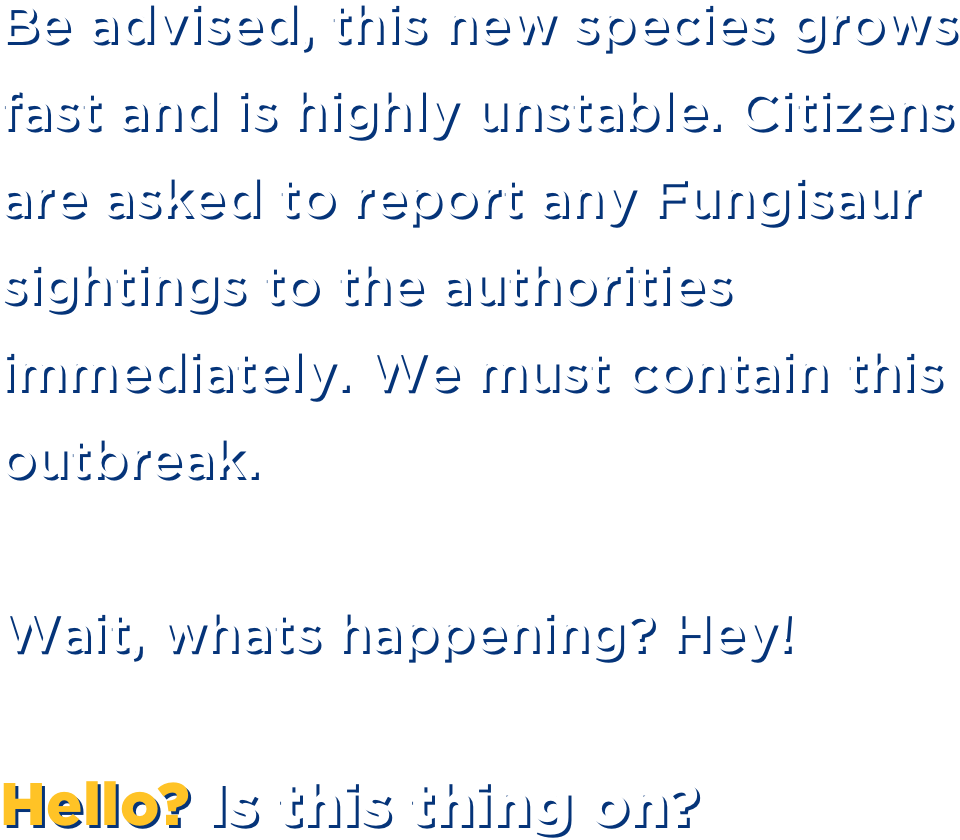 Be advised, this new species grows
fast and is highly unstable. Citizens
are asked to report any Fungisaur
sightings to the authorities
immediately. We must contain this
outbreak.
Wait, whats happening? Hey!
Hello? Is this thing on?